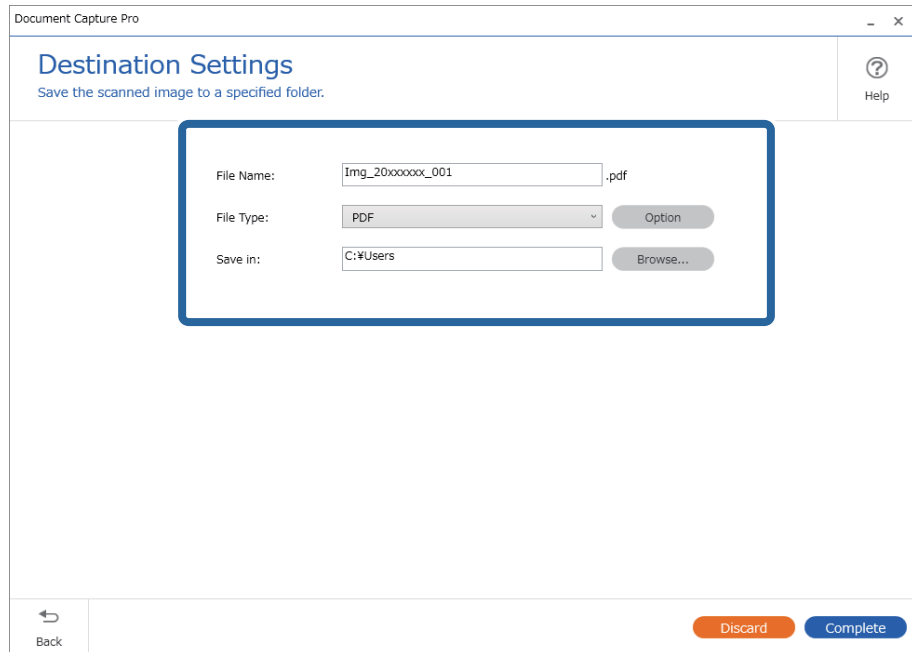 Document Capture Pro
Destination Settings
Save the scanned image to a specified folder.
Help
File Name: Img_20xxxxxx_001 .pdf
File Type: PDF Option
Save in: C:¥Users Browse...
Back
Discard Complete